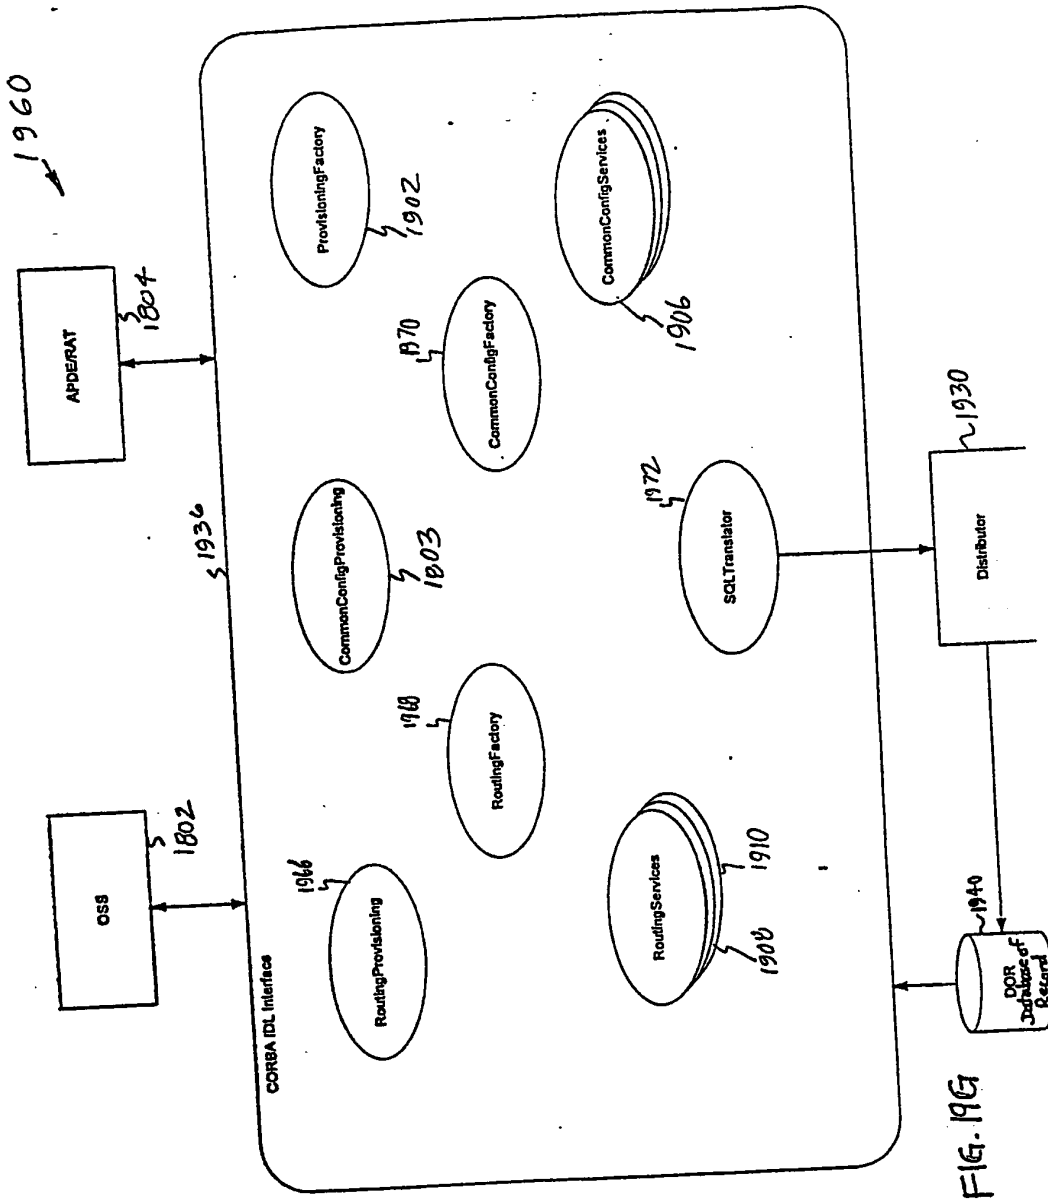 1960
OSS
1802
APDE/RAT
1804
CORBA IDL Interface
1936
RoutingProvisioning
1966
CommonConfigProvisioning
1803
ProvisioningFactory
1902
RoutingFactory
1968
CommonConfigFactory
1970
RoutingServices
1908
1910
SQLTranslator
1972
CommonConfigServices
1906
DOR
Database of
Record
1940
Distributor
1930
FIG. 19G